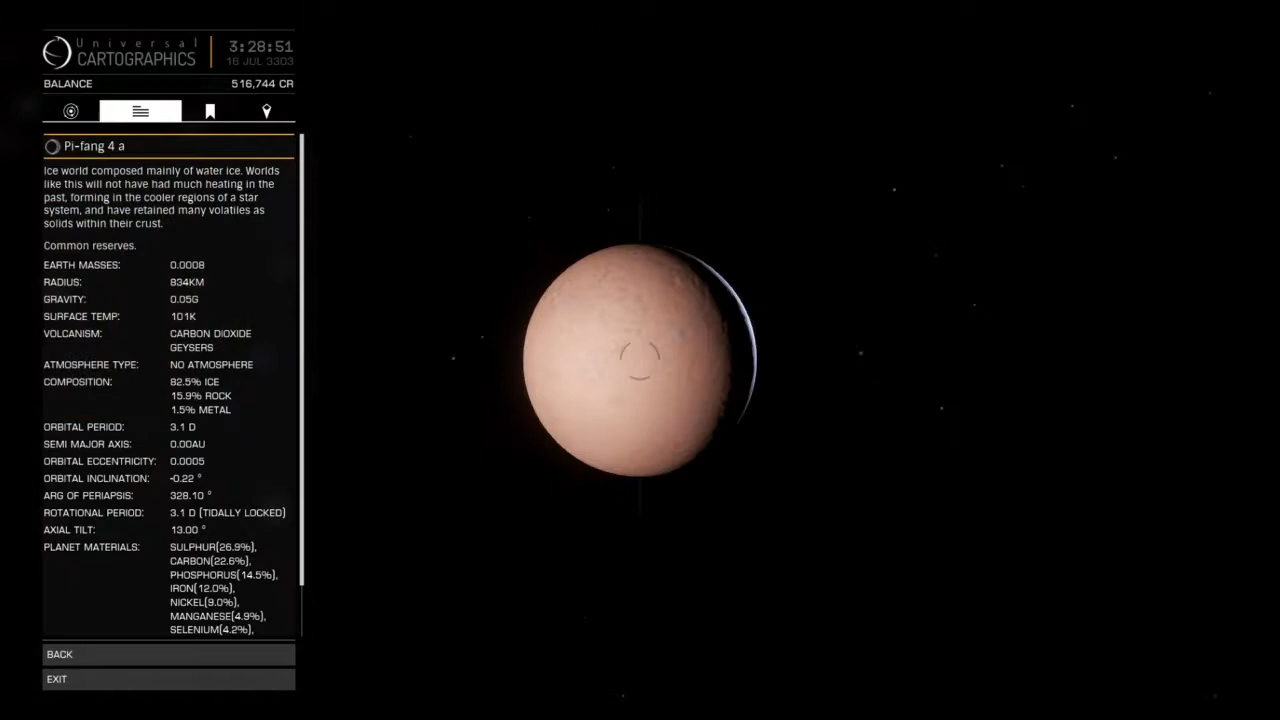 Universal
CARTOGRAPHICS
3:28:51
16 JUL 3303
BALANCE 516,744 CR
Pi-fang 4 a
Ice world composed mainly of water ice. Worlds
like this will not have had much heating in the
past, forming in the cooler regions of a star
system, and have retained many volatiles as
solids within their crust.
Common reserves.
EARTH MASSES: 0.0008
RADIUS: 834KM
GRAVITY: 0.05G
SURFACE TEMP: 101K
VOLCANISM: CARBON DIOXIDE
GEYSERS
ATMOSPHERE TYPE: NO ATMOSPHERE
COMPOSITION: 82.5% ICE
15.9% ROCK
1.5% METAL
ORBITAL PERIOD: 3.1 D
SEMI MAJOR AXIS: 0.00AU
ORBITAL ECCENTRICITY: 0.0005
ORBITAL INCLINATION: -0.22 °
ARG OF PERIAPSIS: 328.10 °
ROTATIONAL PERIOD: 3.1 D (TIDALLY LOCKED)
AXIAL TILT: 13.00 °
PLANET MATERIALS: SULPHUR(26.9%),
CARBON(22.6%),
PHOSPHORUS(14.5%),
IRON(12.0%),
NICKEL(9.0%),
MANGANESE(4.9%),
SELENIUM(4.2%),
BACK
EXIT